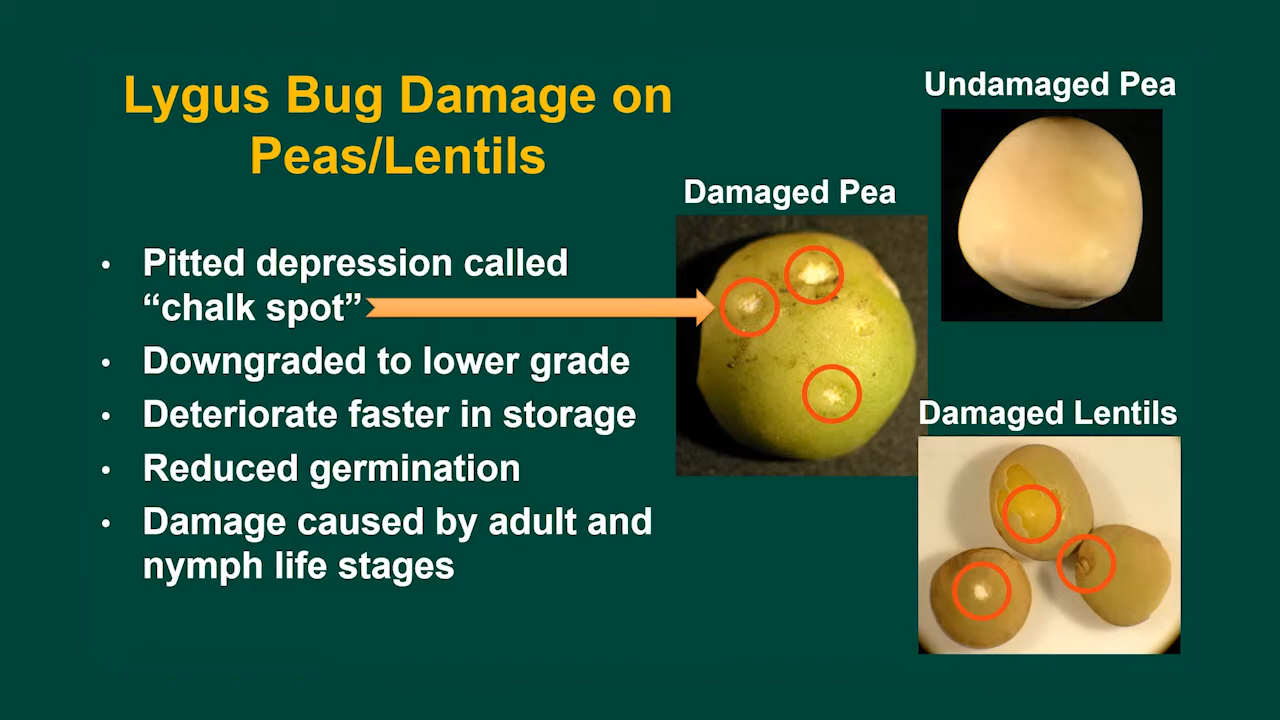 Lygus Bug Damage on
Peas/Lentils
• Pitted depression called
“chalk spot”
• Downgraded to lower grade
• Deteriorate faster in storage
• Reduced germination
• Damage caused by adult and
nymph life stages
Damaged Pea
Undamaged Pea
Damaged Lentils